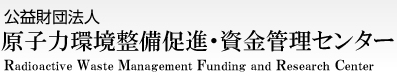 公益財団法人
原子力環境整備促進・資金管理センター
Radioactive Waste Management Funding and Research Center